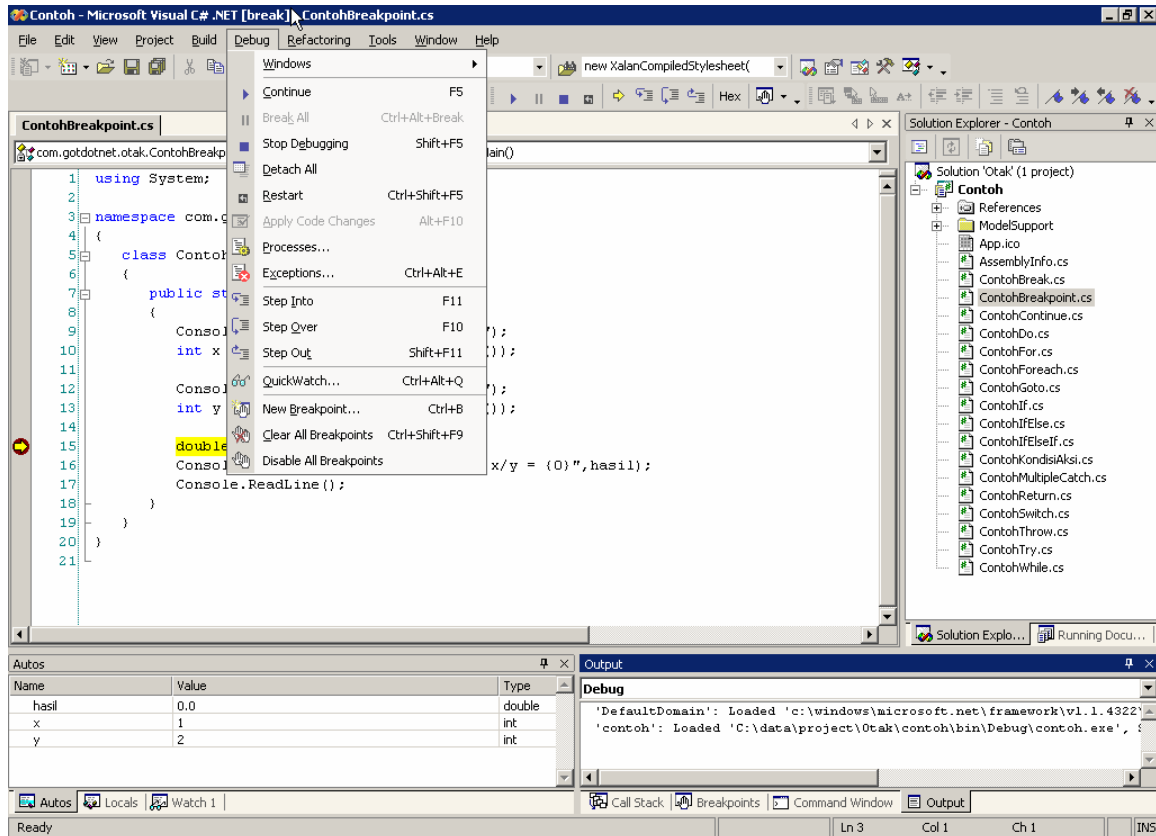 Contoh - Microsoft Visual C# .NET [break] - ContohBreakpoint.cs
File Edit View Project Build Debug Refactoring Tools Window Help
new XalanCompiledStylesheet(
Hex
Windows
Continue F5
Break All Ctrl+Alt+Break
Stop Debugging Shift+F5
Detach All
Restart Ctrl+Shift+F5
Apply Code Changes Alt+F10
Processes...
Exceptions... Ctrl+Alt+E
Step Into F11
Step Over F10
Step Out Shift+F11
QuickWatch... Ctrl+Alt+Q
New Breakpoint... Ctrl+B
Clear All Breakpoints Ctrl+Shift+F9
Disable All Breakpoints
ContohBreakpoint.cs
com.gotdotnet.otak.ContohBreakp ain()
1 using System;
2
3 namespace com.g
4 {
5 class Contoh
6 {
7 public st
8 {
9 Consol ");
10 int x ());
11
12 Consol ");
13 int y ());
14
15 double
16 Consol x/y = {0}",hasil);
17 Console.ReadLine();
18 }
19 }
20 }
21
Solution Explorer - Contoh
Solution 'Otak' (1 project)
Contoh
References
ModelSupport
App.ico
AssemblyInfo.cs
ContohBreak.cs
ContohBreakpoint.cs
ContohContinue.cs
ContohDo.cs
ContohFor.cs
ContohForeach.cs
ContohGoto.cs
ContohIf.cs
ContohIfElse.cs
ContohIfElseIf.cs
ContohKondisiAksi.cs
ContohMultipleCatch.cs
ContohReturn.cs
ContohSwitch.cs
ContohThrow.cs
ContohTry.cs
ContohWhile.cs
Solution Explo... Running Docu...
Autos
Name Value Type
hasil 0.0 double
x 1 int
y 2 int
Autos Locals Watch 1
Output
Debug
'DefaultDomain': Loaded 'c:\windows\microsoft.net\framework\v1.1.4322\
'contoh': Loaded 'C:\data\project\Otak\contoh\bin\Debug\contoh.exe',
Call Stack Breakpoints Command Window Output
Ready Ln 3 Col 1 Ch 1 INS